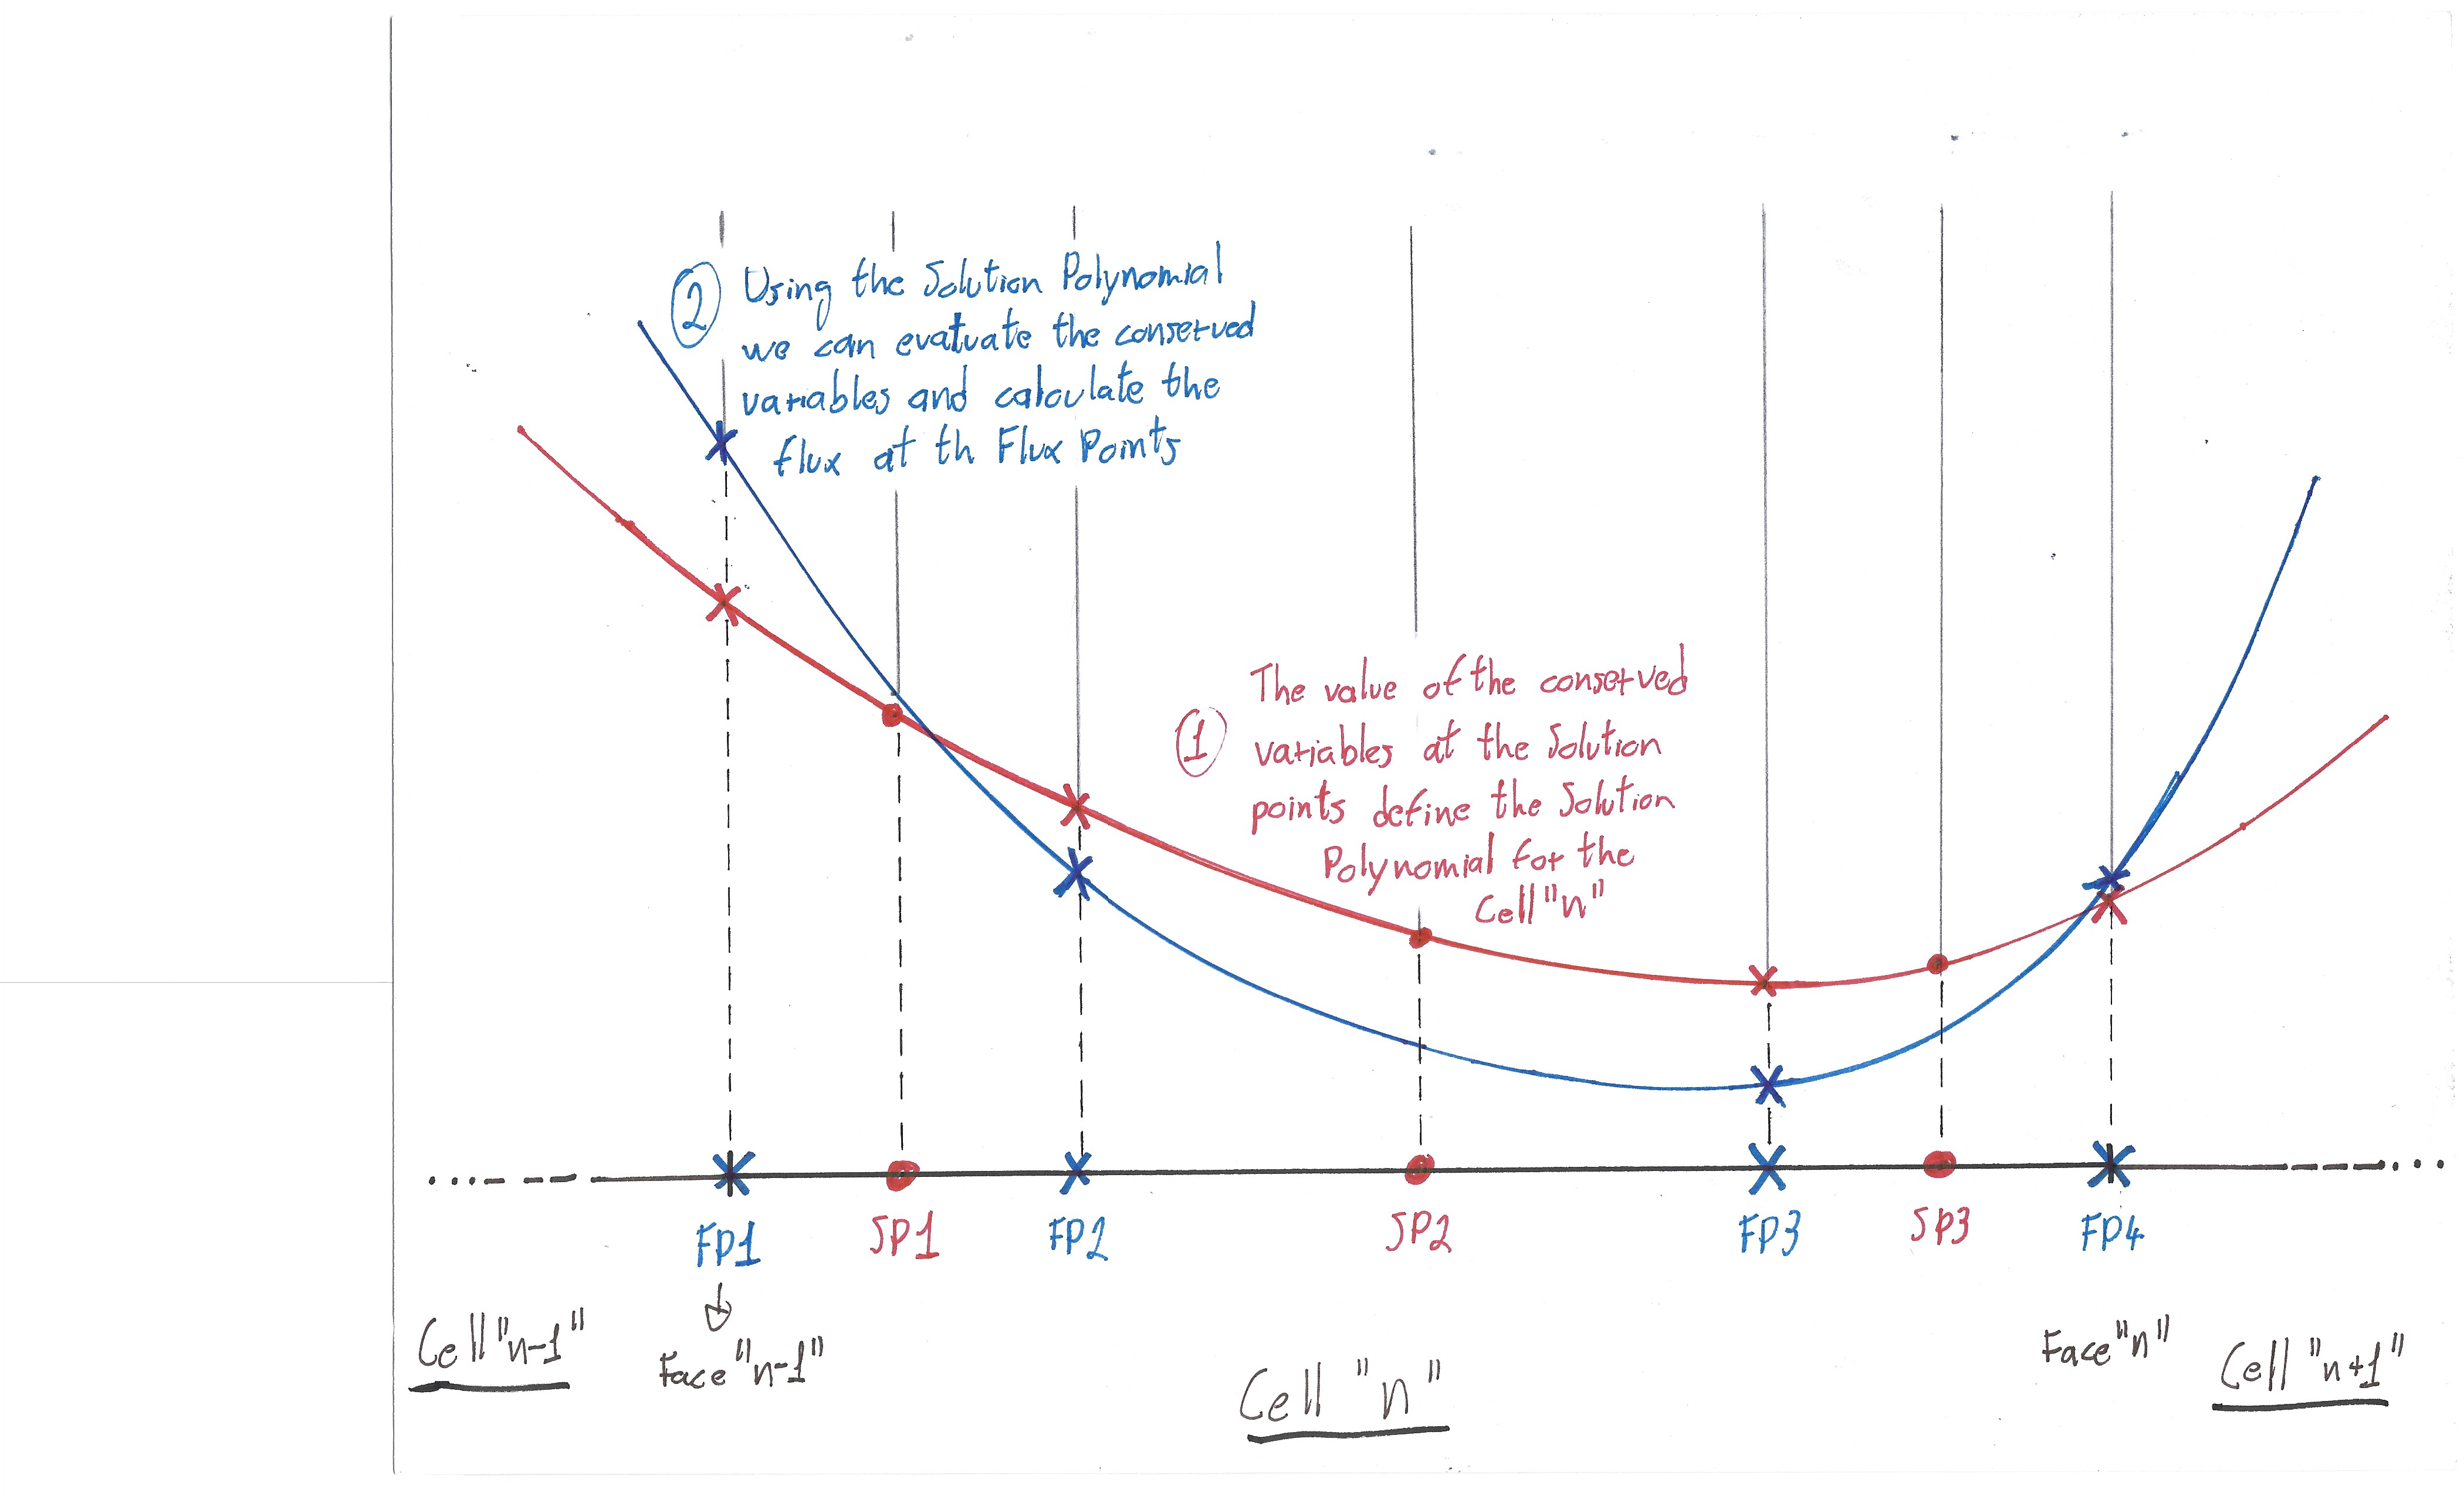 2 Using the Solution Polynomial
we can evaluate the conserved
variables and calculate the
flux at th Flux Points
The value of the conserved
1 variables at the Solution
points define the Solution
Polynomial for the
Cell "n"
FP1 SP1 FP2 SP2 FP3 SP3 FP4
Cell "n-1" Face "n-1" Cell "n" Face "n" Cell "n+1"